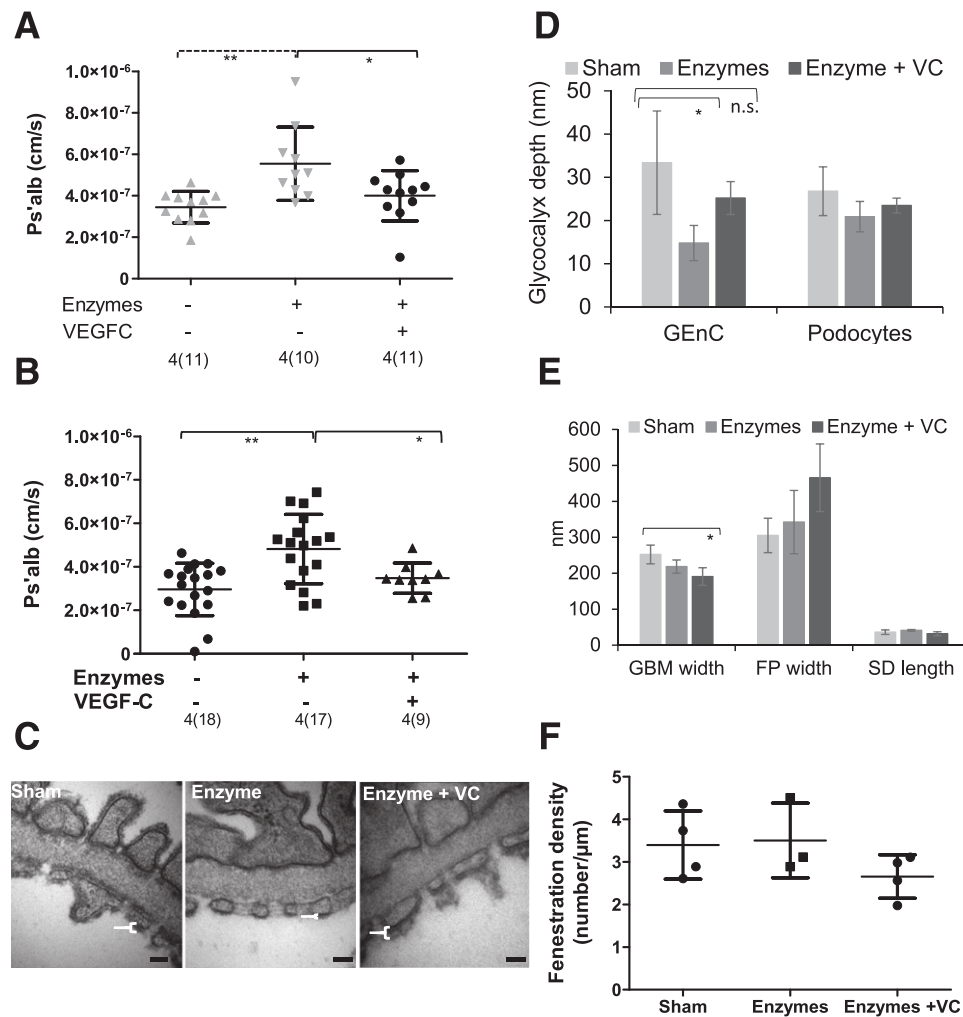 A
** *
1.0×10⁻⁶
8.0×10⁻⁷
6.0×10⁻⁷
4.0×10⁻⁷
2.0×10⁻⁷
0
Ps'alb (cm/s)
Enzymes - + +
VEGFC - - +
4(11) 4(10) 4(11)
B
** *
1.0×10⁻⁶
8.0×10⁻⁷
6.0×10⁻⁷
4.0×10⁻⁷
2.0×10⁻⁷
0
Ps'alb (cm/s)
Enzymes - + +
VEGF-C - - +
4(18) 4(17) 4(9)
C
Sham Enzyme Enzyme + VC
D
Sham Enzymes Enzyme + VC
50
40
30
20
10
0
Glycocalyx depth (nm)
* n.s.
GEnC Podocytes
E
Sham Enzymes Enzyme + VC
600
500
400
300
200
100
0
nm
*
GBM width FP width SD length
F
5
4
3
2
1
0
Fenestration density
(number/µm)
Sham Enzymes Enzymes +VC